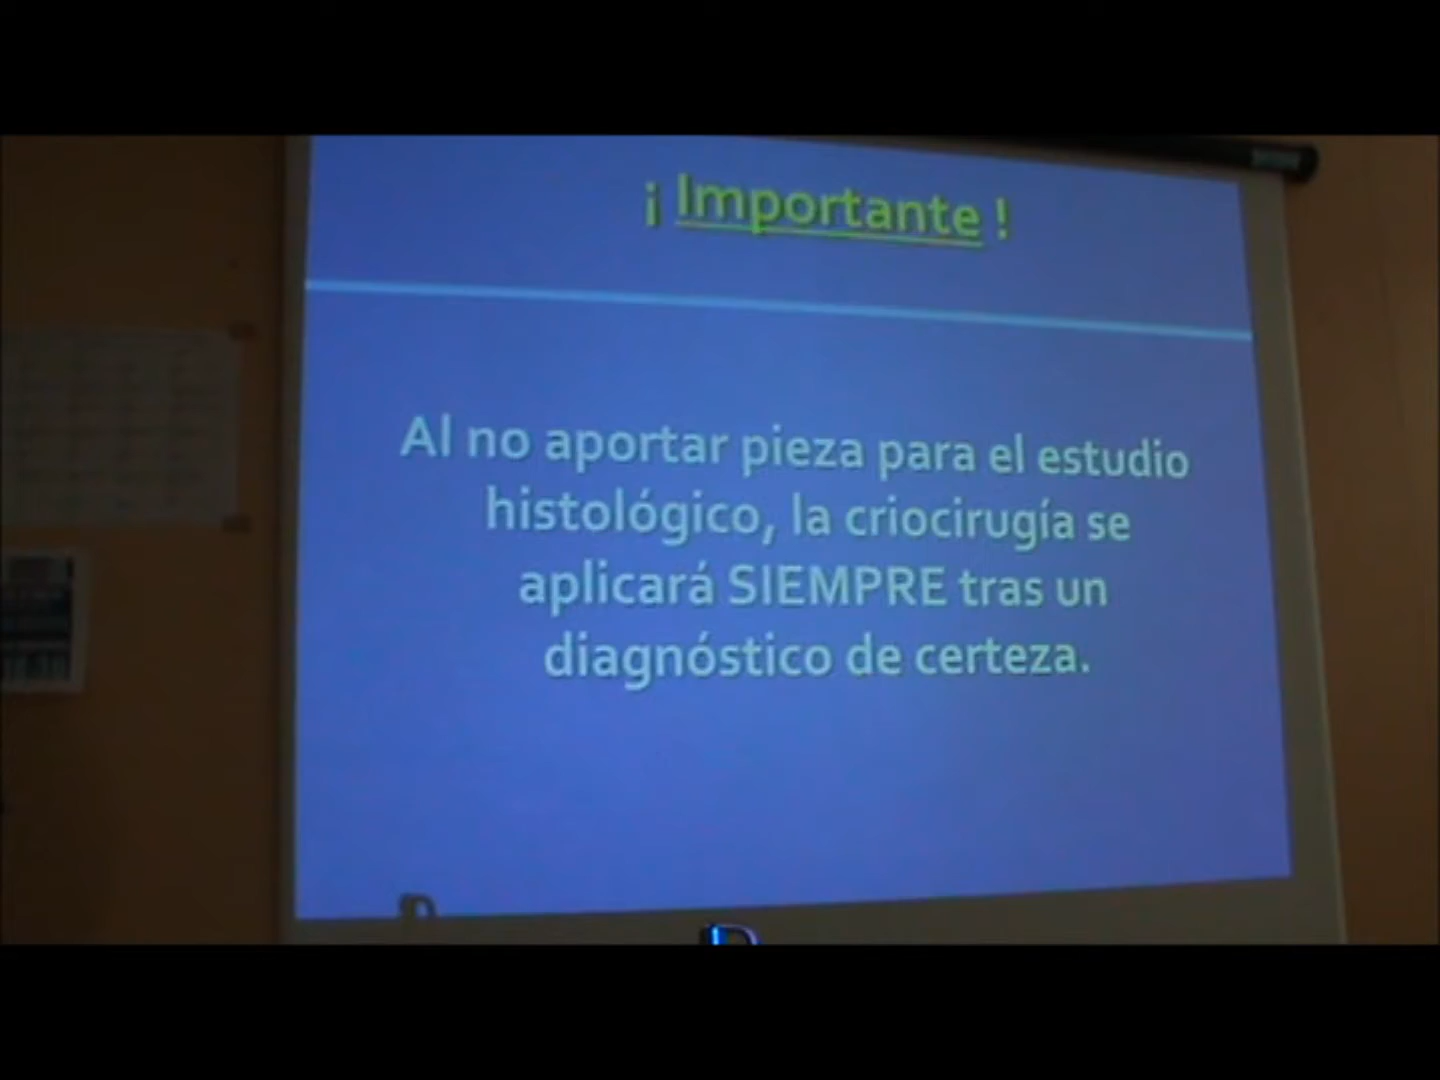 ¡ Importante !
Al no aportar pieza para el estudio
histológico, la criocirugía se
aplicará SIEMPRE tras un
diagnóstico de certeza.